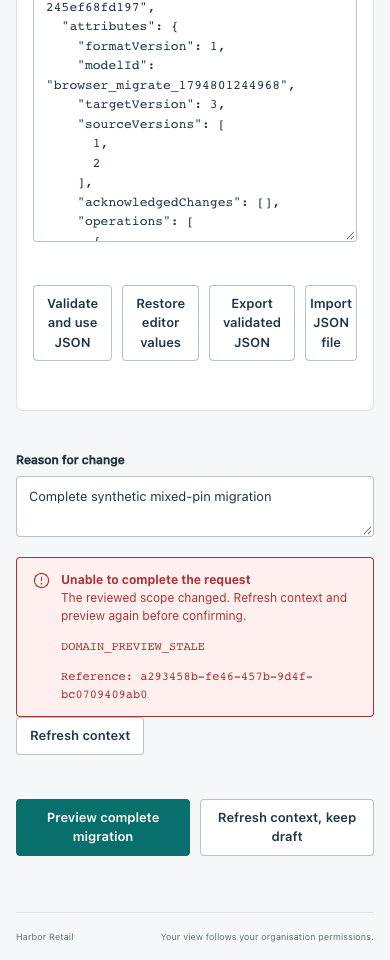 245ef68fd197",
"attributes": {
"formatVersion": 1,
"modelId":
"browser_migrate_1794801244968",
"targetVersion": 3,
"sourceVersions": [
1,
2
],
"acknowledgedChanges": [],
"operations": [
Validate
and use
JSON
Restore
editor
values
Export
validated
JSON
Import
JSON
file
Reason for change
Complete synthetic mixed-pin migration
Unable to complete the request
The reviewed scope changed. Refresh context and
preview again before confirming.
DOMAIN_PREVIEW_STALE
Reference: a293458b-fe46-457b-9d4f-
bc0709409ab0
Refresh context
Preview complete
migration
Refresh context, keep
draft
Harbor Retail
Your view follows your organisation permissions.